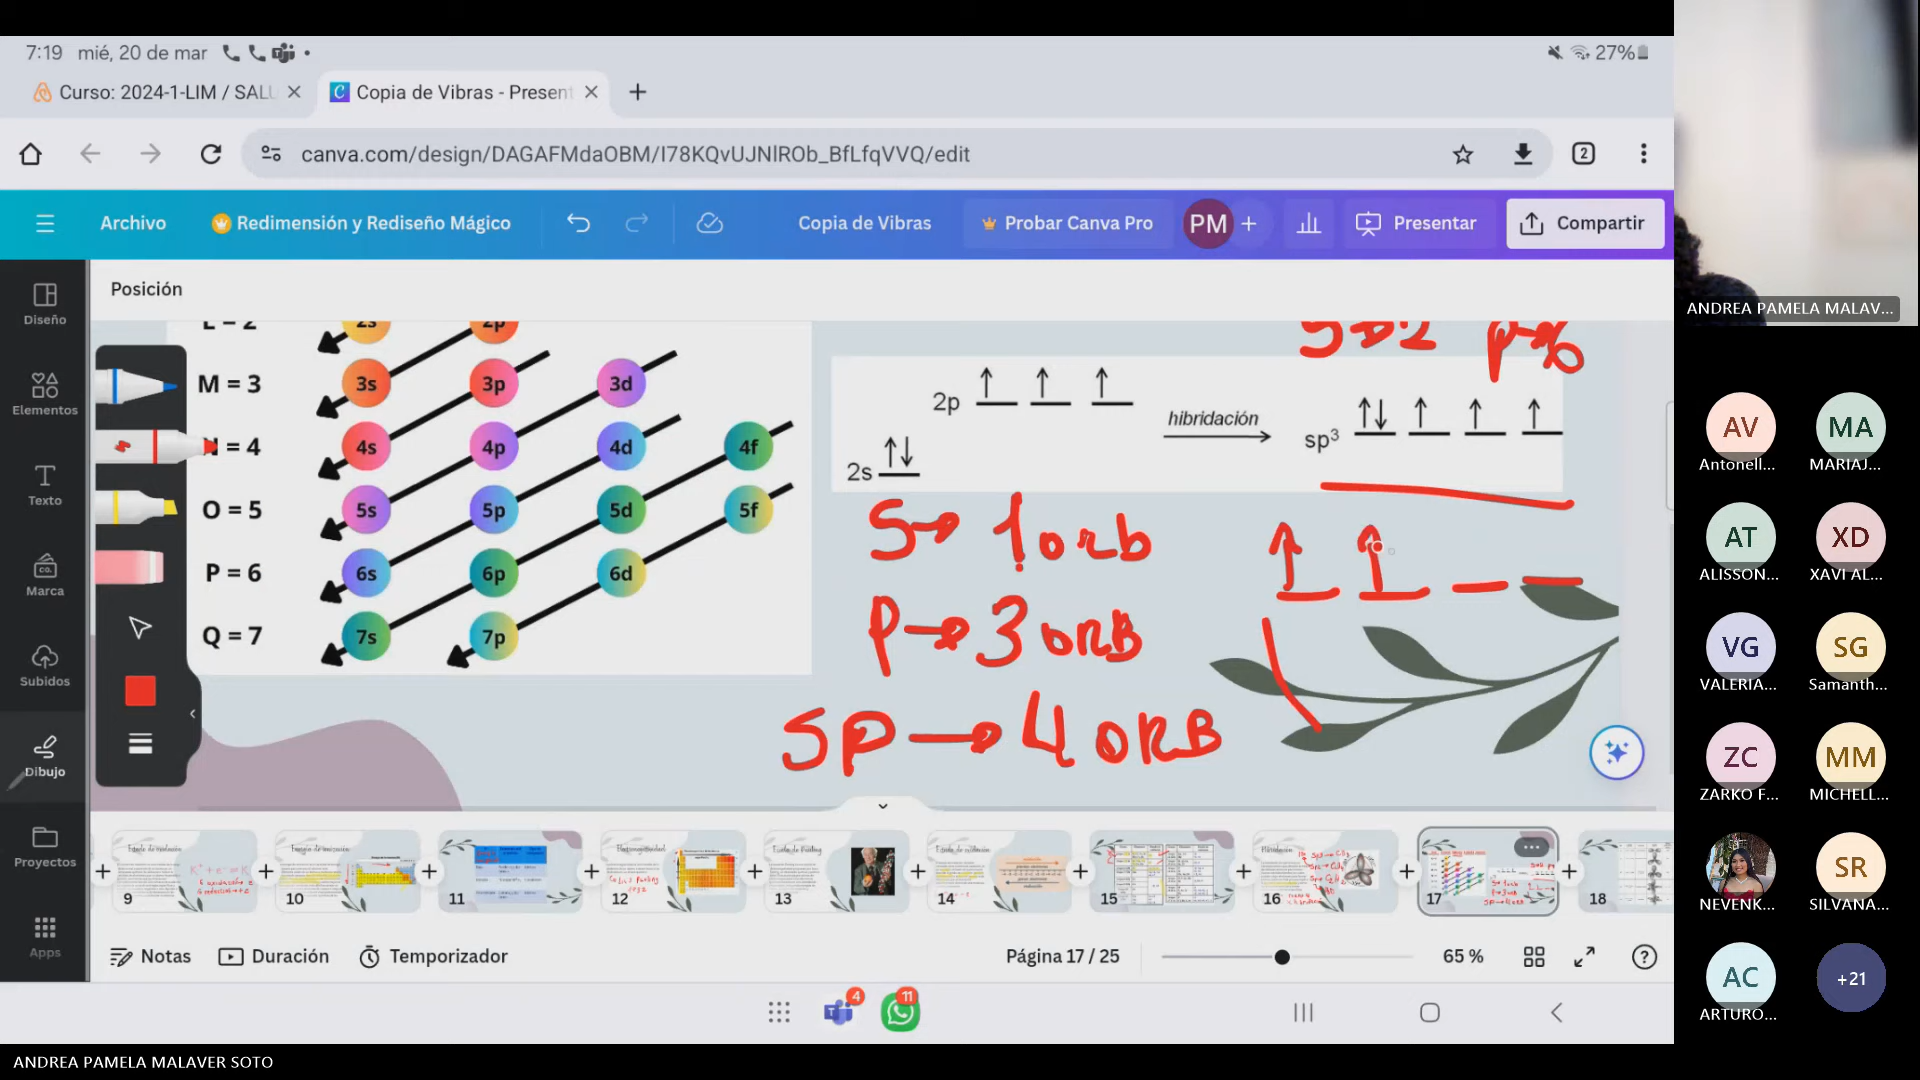 7:19 mié, 20 de mar
27%
Curso: 2024-1-LIM / SALU
Copia de Vibras - Present
canva.com/design/DAGAFMdaOBM/I78KQvUJNlROb_BfLfqVVQ/edit
2
Archivo
Redimensión y Rediseño Mágico
Copia de Vibras
Probar Canva Pro
PM
Presentar
Compartir
Posición
Diseño
Elementos
Texto
Marca
Subidos
Dibujo
Proyectos
Apps
L = 2 2s 2p
M = 3 3s 3p 3d
N = 4 4s 4p 4d 4f
O = 5 5s 5p 5d 5f
P = 6 6s 6p 6d
Q = 7 7s 7p
2p
2s
hibridación
sp³
S→ 1 orb
P→ 3 ORB
SP → 4 ORB
9
10
11
12
13
14
15
16
17
18
Notas
Duración
Temporizador
Página 17 / 25
65 %
4
11
ANDREA PAMELA MALAV...
AV
Antonell...
MA
MARIAJ...
AT
ALISSON...
XD
XAVI AL...
VG
VALERIA...
SG
Samanth...
ZC
ZARKO F...
MM
MICHELL...
NEVENK...
SR
SILVANA...
AC
ARTURO...
+21
ANDREA PAMELA MALAVER SOTO